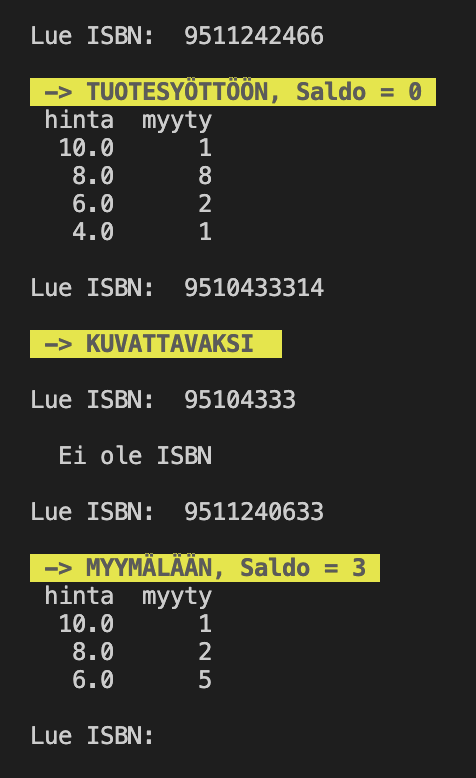 Lue ISBN: 9511242466
-> TUOTESYÖTTÖÖN, Saldo = 0
hinta myyty
10.0 1
8.0 8
6.0 2
4.0 1
Lue ISBN: 9510433314
-> KUVATTAVAKSI
Lue ISBN: 95104333
Ei ole ISBN
Lue ISBN: 9511240633
-> MYYMÄLÄÄN, Saldo = 3
hinta myyty
10.0 1
8.0 2
6.0 5
Lue ISBN: